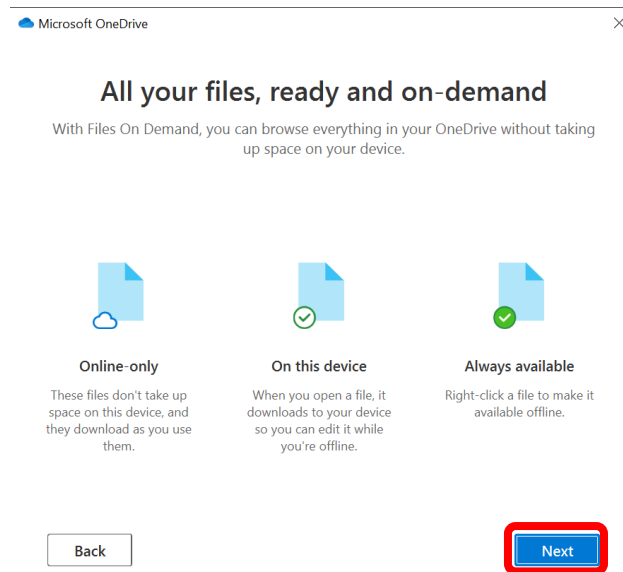 Microsoft OneDrive
All your files, ready and on-demand
With Files On Demand, you can browse everything in your OneDrive without taking
up space on your device.
Online-only
These files don't take up
space on this device, and
they download as you use
them.
On this device
When you open a file, it
downloads to your device
so you can edit it while
you're offline.
Always available
Right-click a file to make it
available offline.
Back
Next